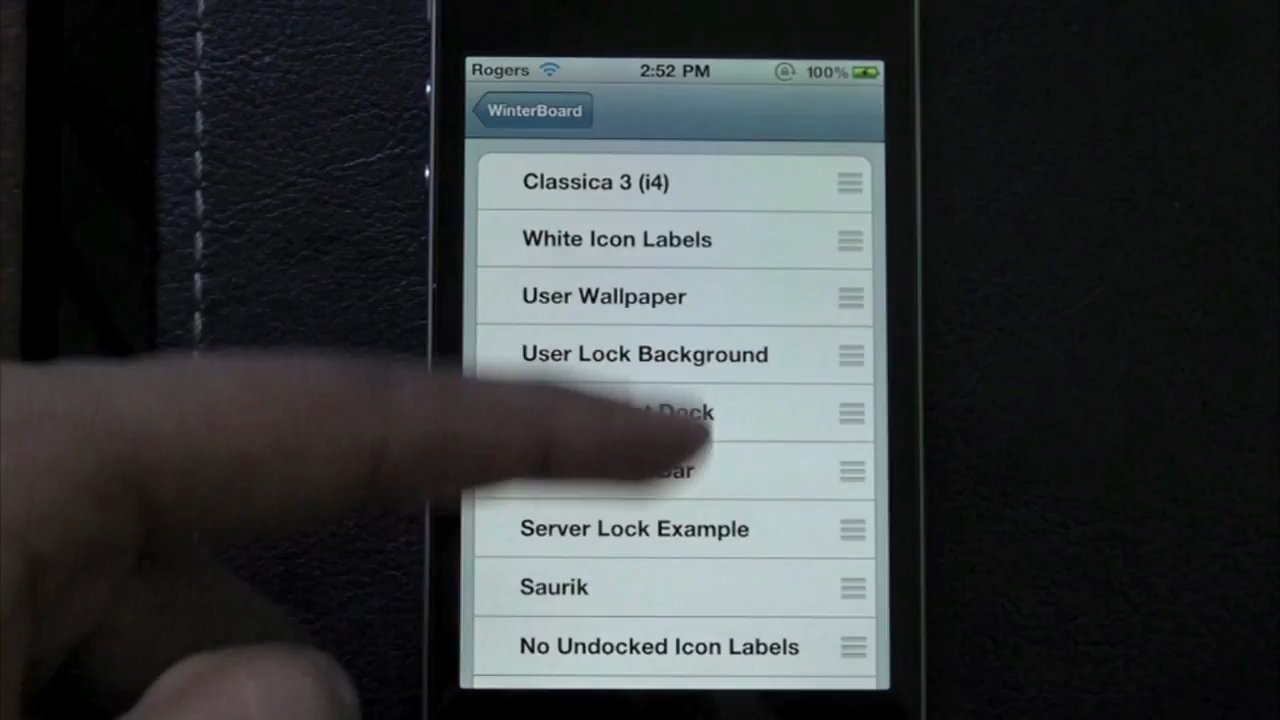 Rogers 2:52 PM 100%
WinterBoard
Classica 3 (i4)
White Icon Labels
User Wallpaper
User Lock Background
Dock
Server Lock Example
Saurik
No Undocked Icon Labels